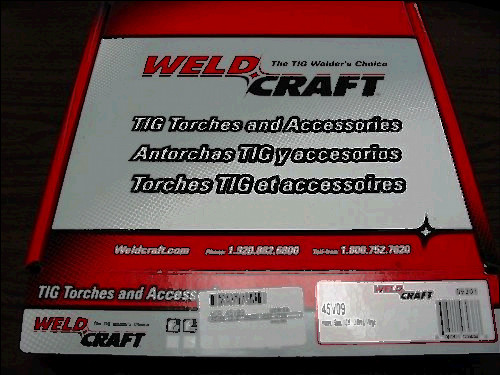 WELD The TIG Welder's Choice
CRAFT
TIG Torches and Accessories
Antorchas TIG y accesorios
Torches TIG et accessoires
Weldcraft.com Phone: 1.920.882.6800 Toll-free: 1.800.752.7620
TIG Torches and Access
WELD CRAFT
45V09
WELD The TIG Welder's Choice
CRAFT